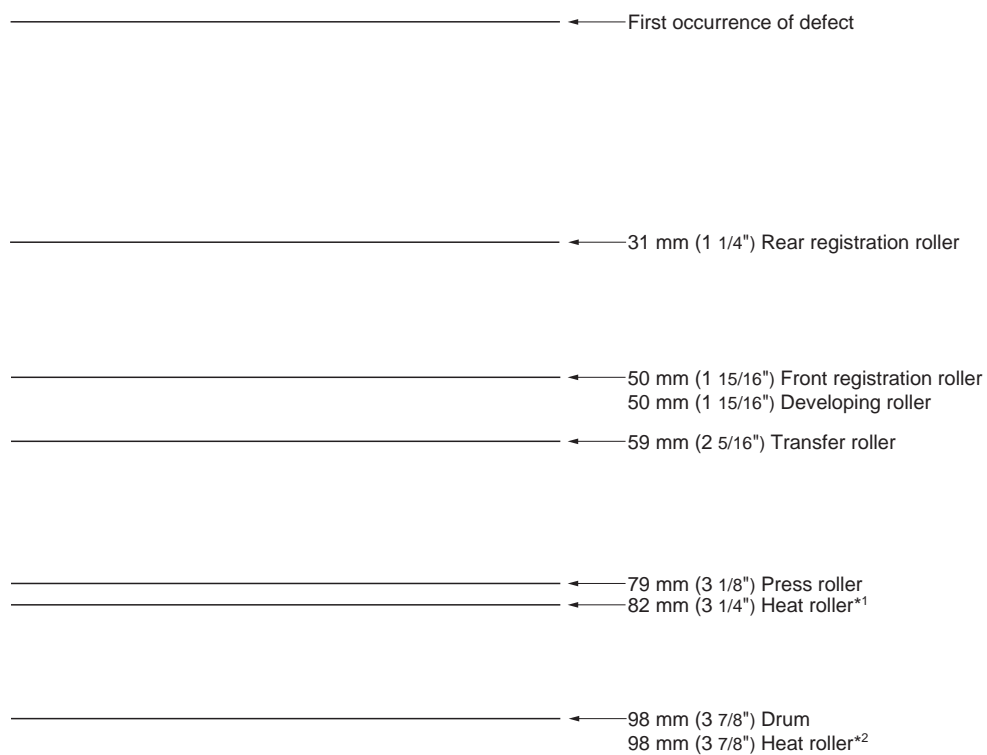 First occurrence of defect
31 mm (1 1/4") Rear registration roller
50 mm (1 15/16") Front registration roller
50 mm (1 15/16") Developing roller
59 mm (2 5/16") Transfer roller
79 mm (3 1/8") Press roller
82 mm (3 1/4") Heat roller*1
98 mm (3 7/8") Drum
98 mm (3 7/8") Heat roller*2